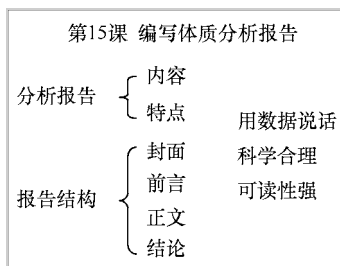 第15课 编写体质分析报告
分析报告
内容
特点
用数据说话
科学合理
可读性强
报告结构
封面
前言
正文
结论